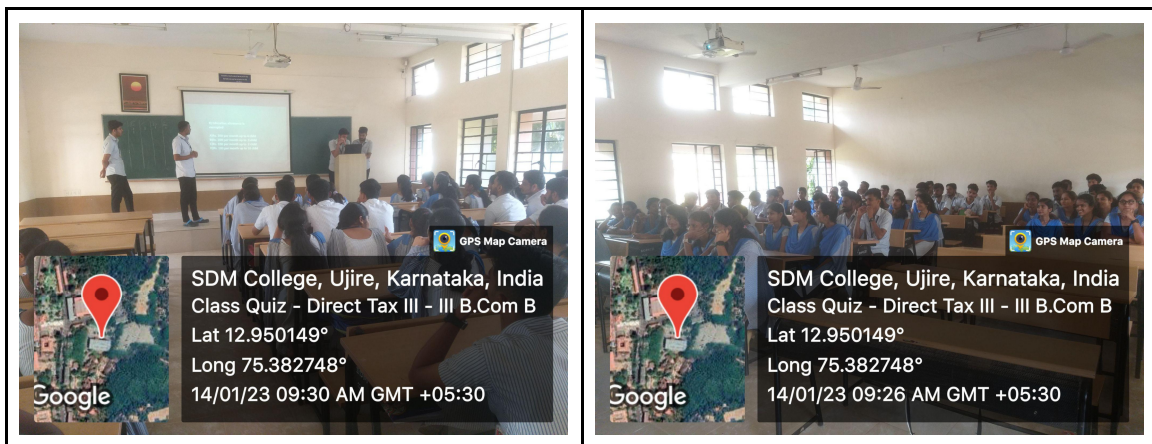 GPS Map Camera
SDM College, Ujire, Karnataka, India
Class Quiz - Direct Tax III - III B.Com B
Lat 12.950149°
Long 75.382748°
14/01/23 09:30 AM GMT +05:30
Google
GPS Map Camera
SDM College, Ujire, Karnataka, India
Class Quiz - Direct Tax III - III B.Com B
Lat 12.950149°
Long 75.382748°
14/01/23 09:26 AM GMT +05:30
Google